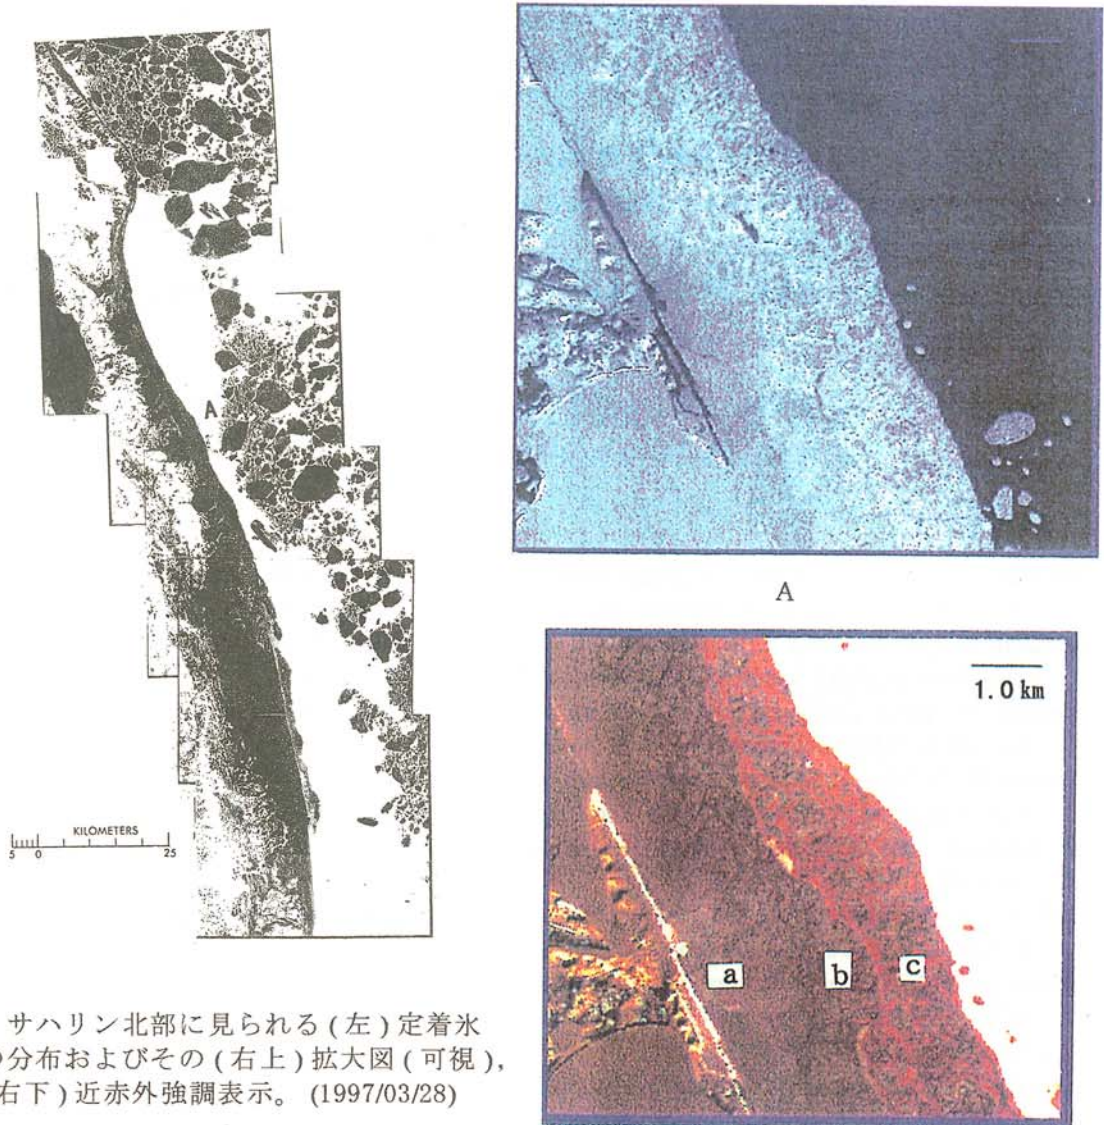 A
KILOMETERS
5 0 25
A
1.0 km
a
b
c
サハリン北部に見られる(左)定着氷
の分布およびその(右上)拡大図(可視),
右下)近赤外強調表示。 (1997/03/28)